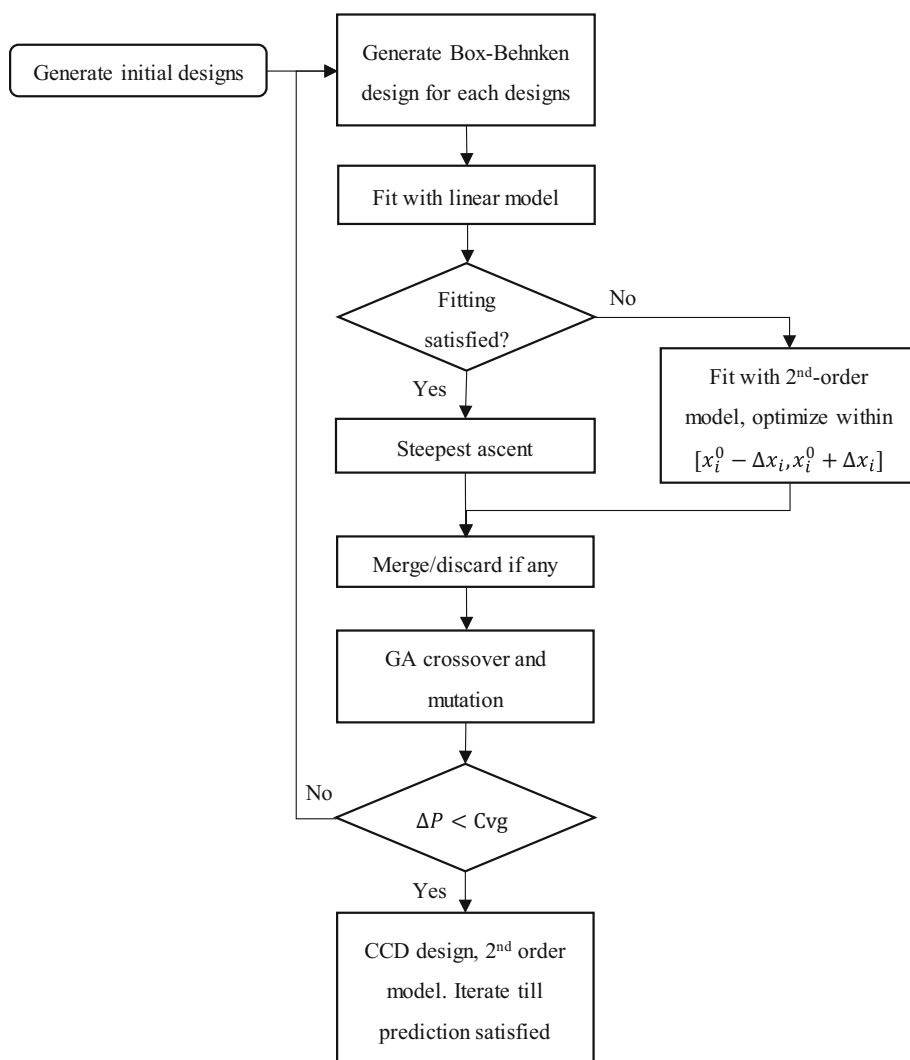 Generate initial designs
Generate Box-Behnken
design for each designs
Fit with linear model
Fitting
satisfied?
No
Yes
Fit with 2nd-order
model, optimize within
[x_i^0 − Δx_i, x_i^0 + Δx_i]
Steepest ascent
Merge/discard if any
GA crossover and
mutation
No
ΔP < Cvg
Yes
CCD design, 2nd order
model. Iterate till
prediction satisfied